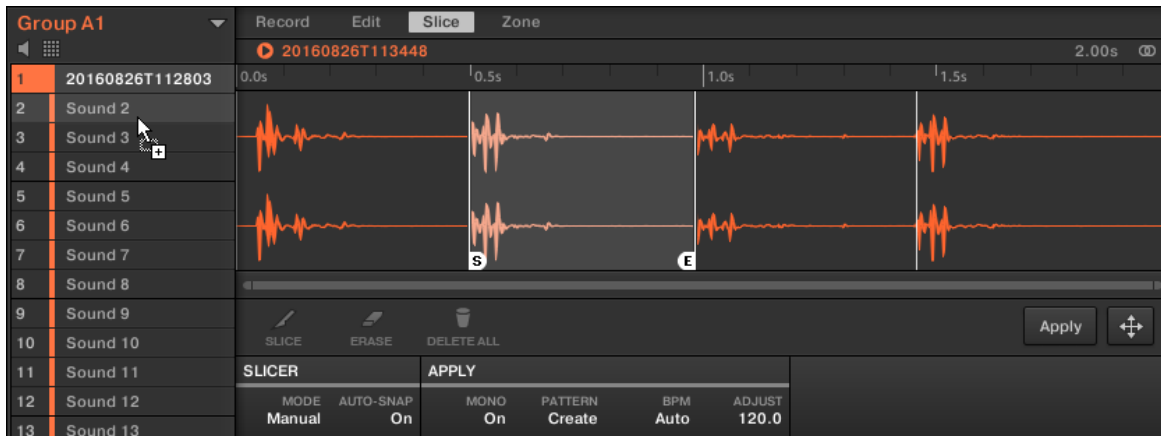 Group A1
Record Edit Slice Zone
20160826T113448 2.00s
1 20160826T112803
0.0s 0.5s 1.0s 1.5s
2 Sound 2
3 Sound 3
4 Sound 4
5 Sound 5
6 Sound 6
7 Sound 7
S E
8 Sound 8
9 Sound 9
10 Sound 10
SLICE ERASE DELETE ALL
Apply
11 Sound 11
12 Sound 12
13 Sound 13
SLICER APPLY
MODE AUTO-SNAP MONO PATTERN BPM ADJUST
Manual On On Create Auto 120.0